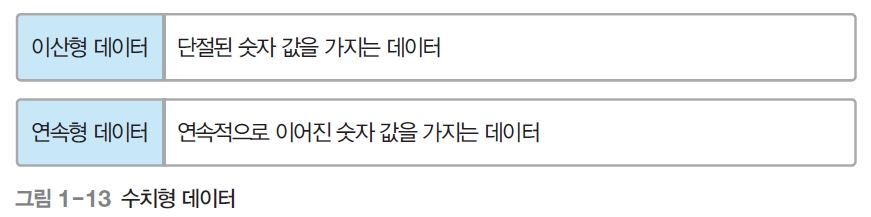 이산형 데이터 단절된 숫자 값을 가지는 데이터
연속형 데이터 연속적으로 이어진 숫자 값을 가지는 데이터
그림 1-13 수치형 데이터